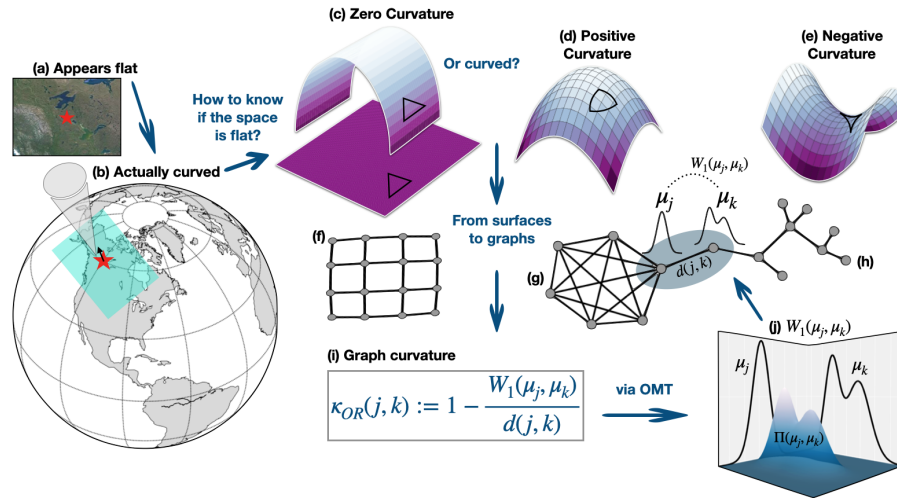 (a) Appears flat
(b) Actually curved
How to know
if the space
is flat?
(c) Zero Curvature
Or curved?
(d) Positive
Curvature
(e) Negative
Curvature
From surfaces
to graphs
(f)
(g)
W₁(μⱼ, μₖ)
μⱼ
μₖ
d(j, k)
(h)
(i) Graph curvature
κ_OR(j, k) := 1 − W₁(μⱼ, μₖ) / d(j, k)
via OMT
(j) W₁(μⱼ, μₖ)
μⱼ
μₖ
Π(μⱼ, μₖ)